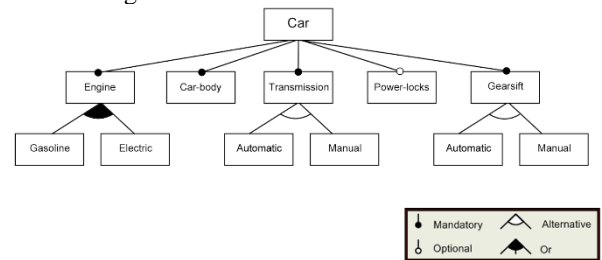 Car
Engine Car-body Transmission Power-locks Gearsift
Gasoline Electric Automatic Manual Automatic Manual
Mandatory Alternative
Optional Or